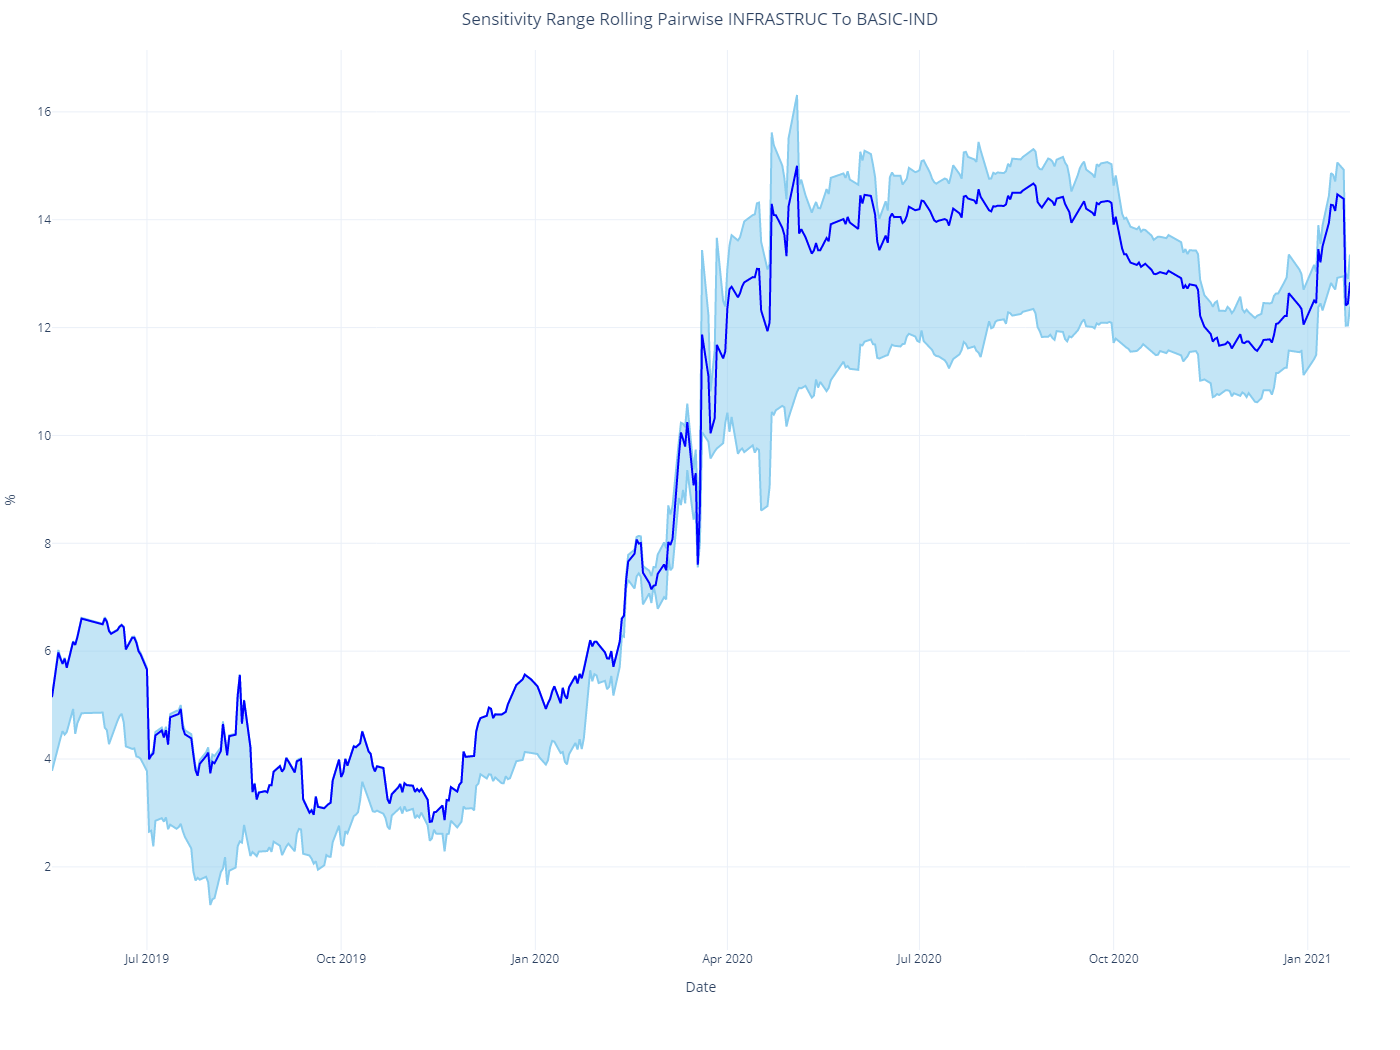 Sensitivity Range Rolling Pairwise INFRASTRUC To BASIC-IND
16
14
12
10
8
6
4
2
%
Jul 2019
Oct 2019
Jan 2020
Apr 2020
Jul 2020
Oct 2020
Jan 2021
Date